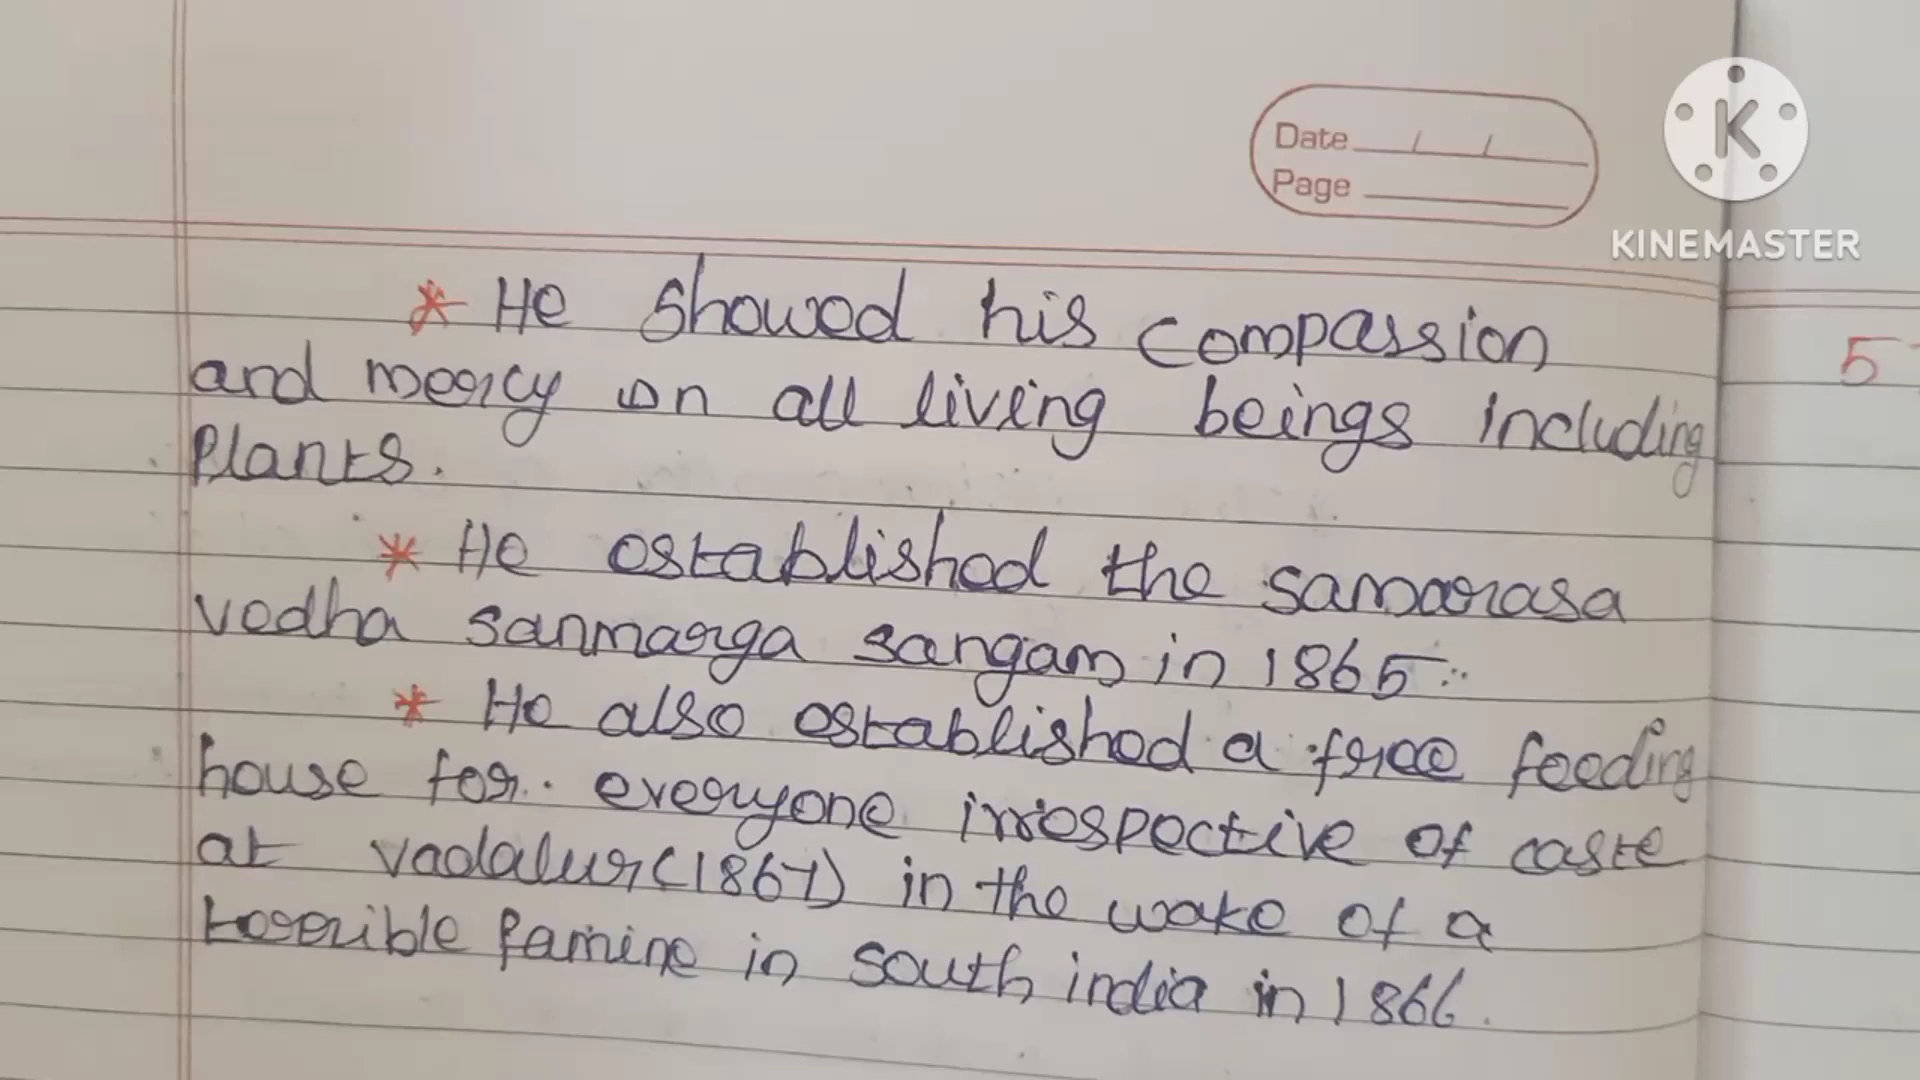 Date / /
Page
K
KINEMASTER
* He showed his compassion
and mercy on all living beings including
Plants.
* He established the samarasa
vedha sanmarga sangam in 1865.
* He also established a free feeding
house for everyone irrespective of caste
at vadalur (1867) in the wake of a
terrible famine in south india in 1866.
5